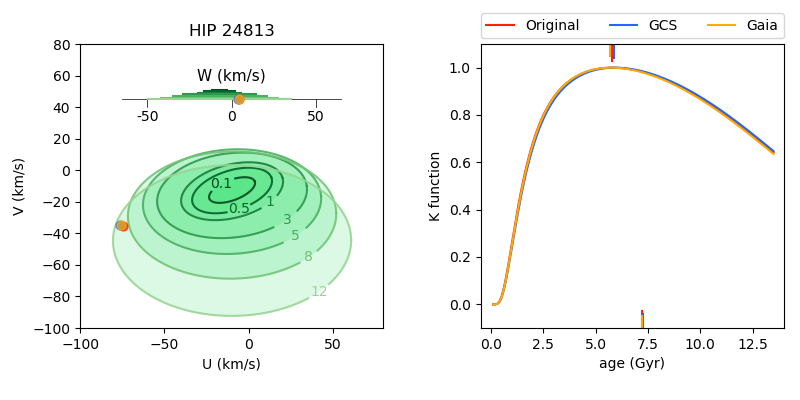 HIP 24813
Original GCS Gaia
W (km/s)
-50 0 50
80
60
40
20
0
−20
−40
−60
−80
−100
V (km/s)
0.1
0.5
1
3
5
8
12
−100 −50 0 50
U (km/s)
1.0
0.8
0.6
0.4
0.2
0.0
K function
0.0 2.5 5.0 7.5 10.0 12.5
age (Gyr)